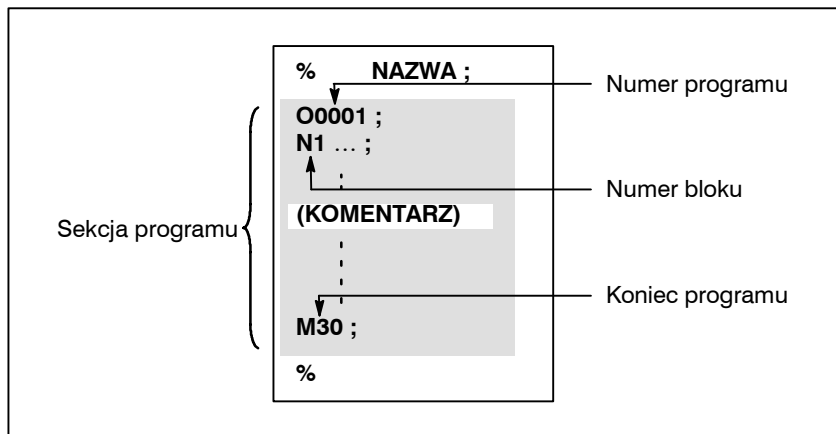 % NAZWA ;
Numer programu
O0001 ;
N1 ... ;
Numer bloku
(KOMENTARZ)
Sekcja programu
Koniec programu
M30 ;
%